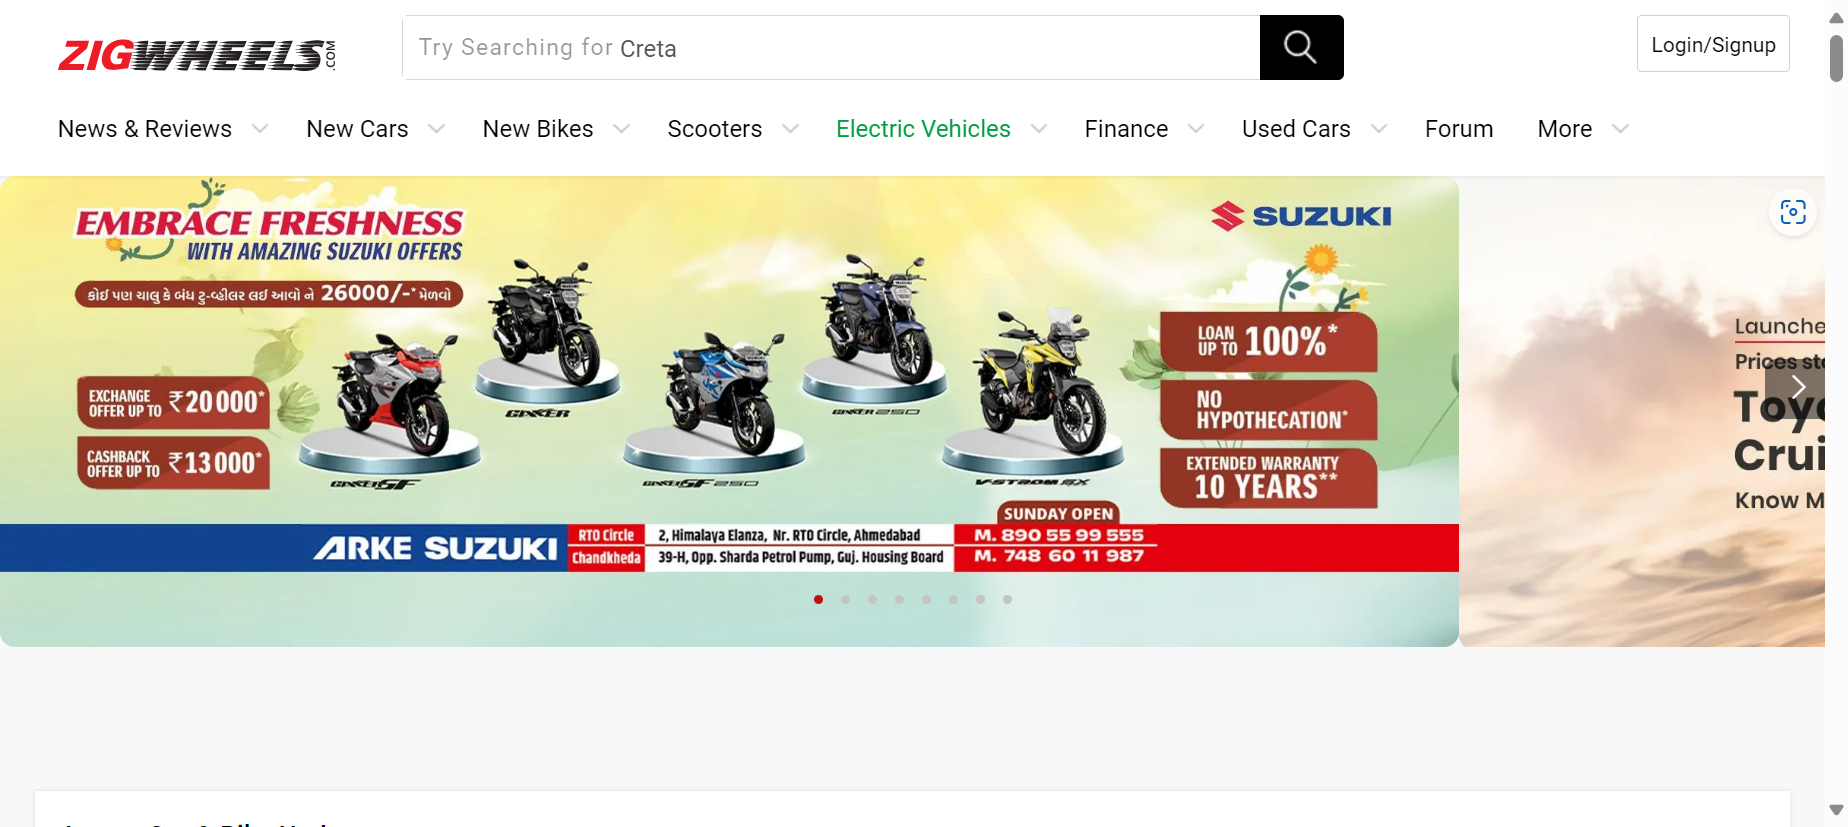 ZIGWHEELS.COM
Try Searching for Creta
Login/Signup
News & Reviews
New Cars
New Bikes
Scooters
Electric Vehicles
Finance
Used Cars
Forum
More
EMBRACE FRESHNESS
WITH AMAZING SUZUKI OFFERS
કોઈ પણ ચાલુ કે બંધ ટુ-વ્હીલર લઈ આવો ને 26000/-* મેળવો
EXCHANGE
OFFER UP TO ₹20000*
CASHBACK
OFFER UP TO ₹13000*
GIXXER SF
GIXXER
GIXXER SF 250
GIXXER 250
V-STROM SX
SUZUKI
LOAN
UP TO 100%*
NO
HYPOTHECATION*
EXTENDED WARRANTY
10 YEARS**
SUNDAY OPEN
ARKE SUZUKI
RTO Circle
2, Himalaya Elanza, Nr. RTO Circle, Ahmedabad
M. 890 55 99 555
Chandkheda
39-H, Opp. Sharda Petrol Pump, Guj. Housing Board
M. 748 60 11 987
Launche
Prices sta
Toyo
Crui
Know M